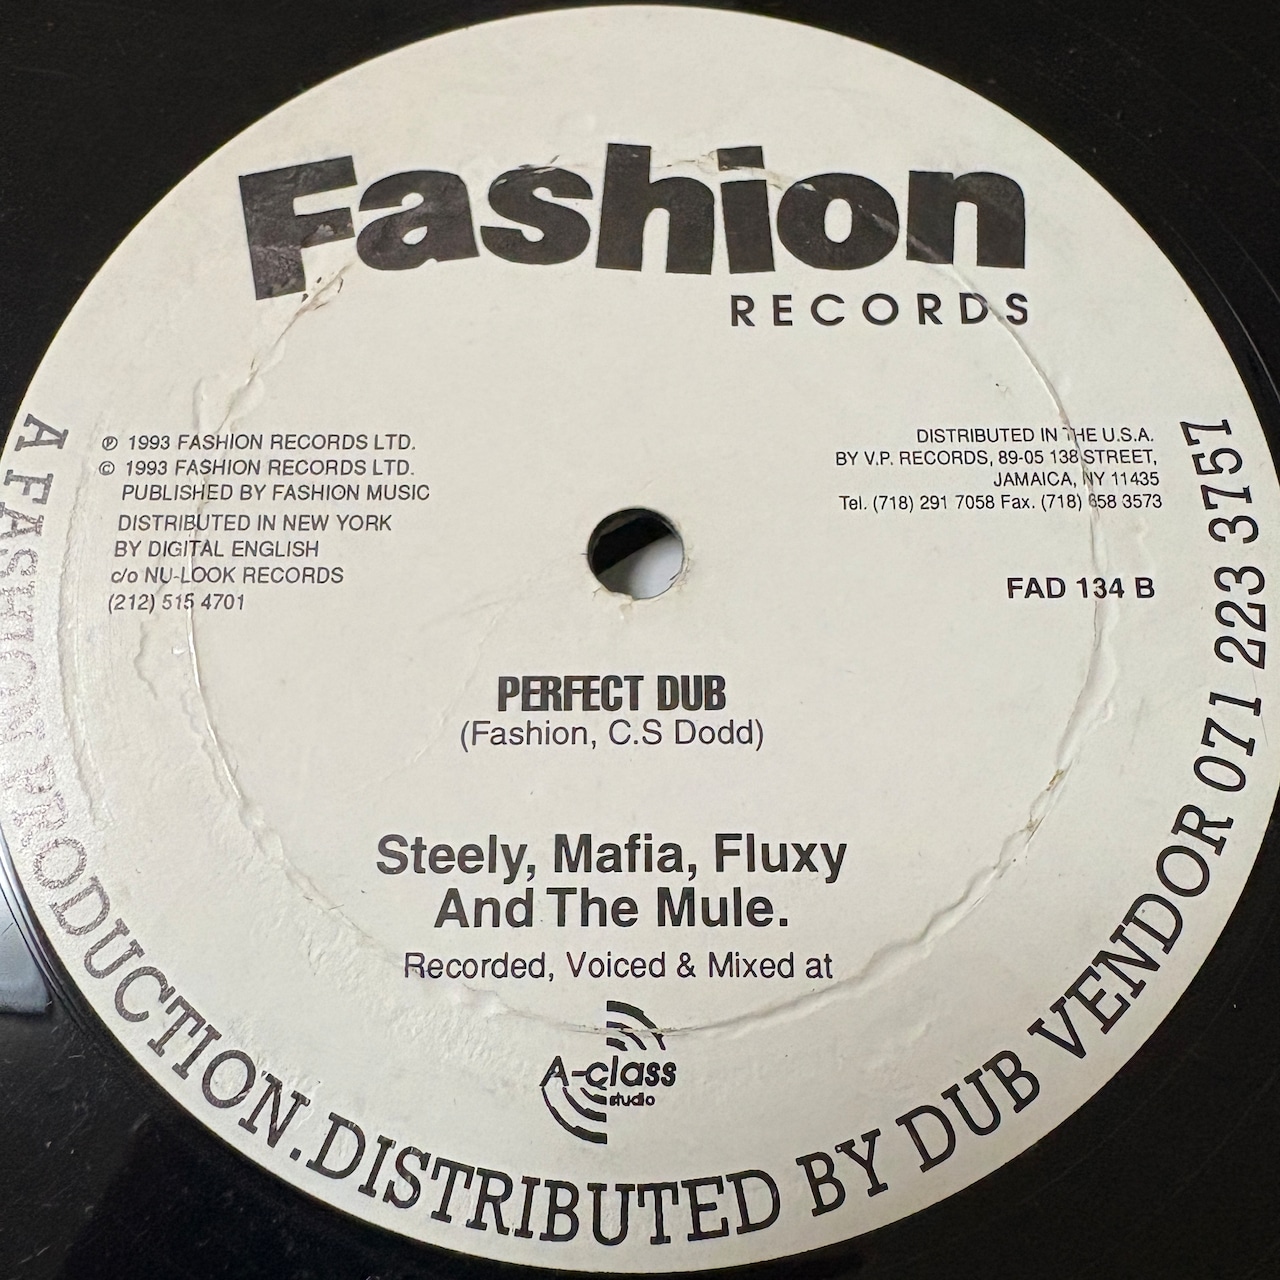 Fashion
RECORDS
℗ 1993 FASHION RECORDS LTD.
© 1993 FASHION RECORDS LTD.
PUBLISHED BY FASHION MUSIC
DISTRIBUTED IN NEW YORK
BY DIGITAL ENGLISH
c/o NU-LOOK RECORDS
(212) 515 4701
DISTRIBUTED IN THE U.S.A.
BY V.P. RECORDS, 89-05 138 STREET,
JAMAICA, NY 11435
Tel. (718) 291 7058 Fax. (718) 658 3573
FAD 134 B
PERFECT DUB
(Fashion, C.S Dodd)
Steely, Mafia, Fluxy
And The Mule.
Recorded, Voiced & Mixed at
A-class
studio
A FASHION PRODUCTION.DISTRIBUTED BY DUB VENDOR 071 223 3757